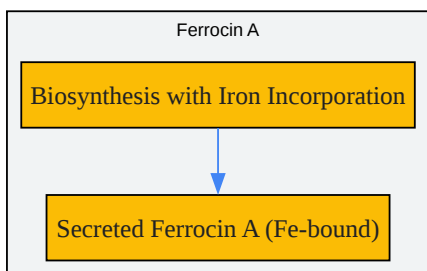 Ferrocin A
Biosynthesis with Iron Incorporation
Secreted Ferrocin A (Fe-bound)